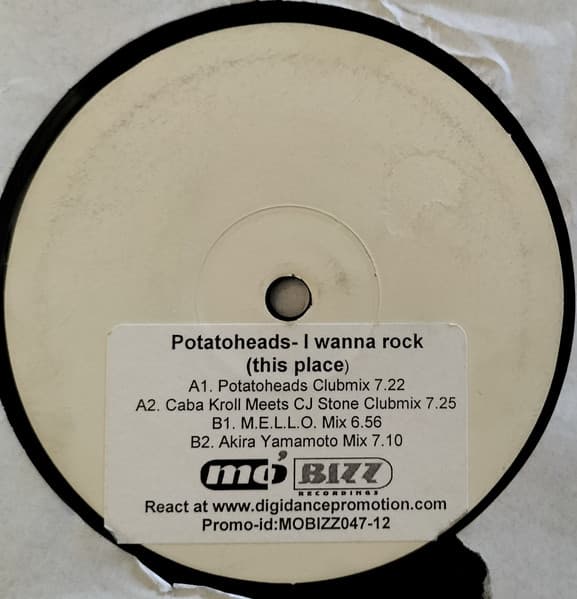 Potatoheads- I wanna rock
(this place)
A1. Potatoheads Clubmix 7.22
A2. Caba Kroll Meets CJ Stone Clubmix 7.25
B1. M.E.L.L.O. Mix 6.56
B2. Akira Yamamoto Mix 7.10
mo' BIZZ
RECORDINGS
React at www.digidancepromotion.com
Promo-id:MOBIZZ047-12